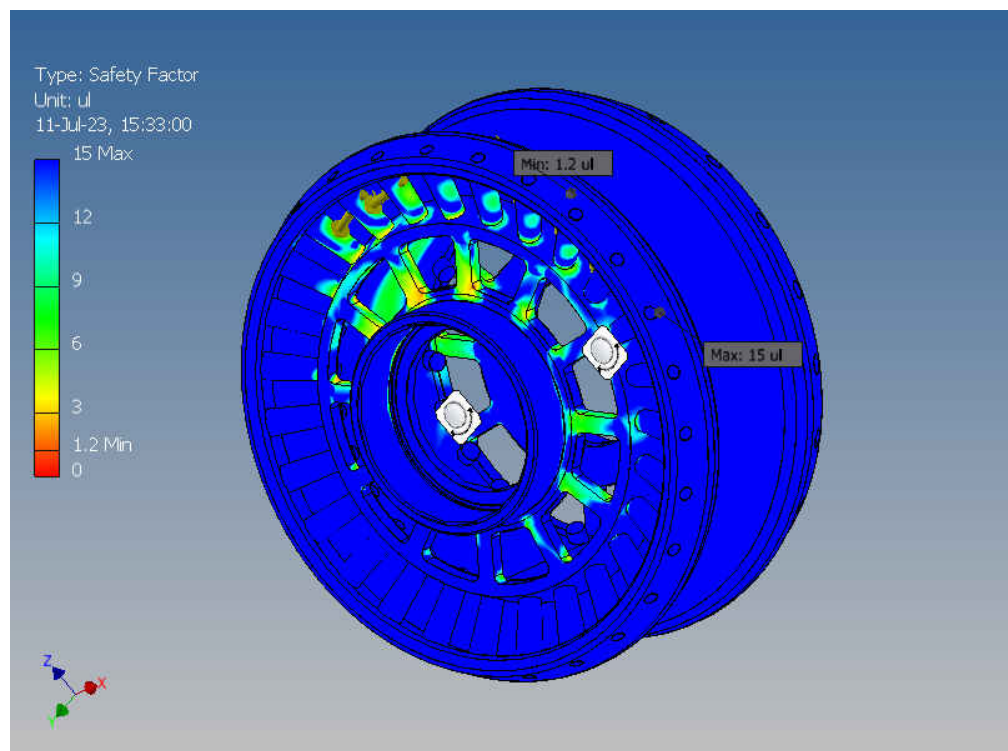 Type: Safety Factor
Unit: ul
11-Jul-23, 15:33:00
15 Max
12
9
6
3
1.2 Min
0
Min: 1.2 ul
Max: 15 ul
Z
X
Y